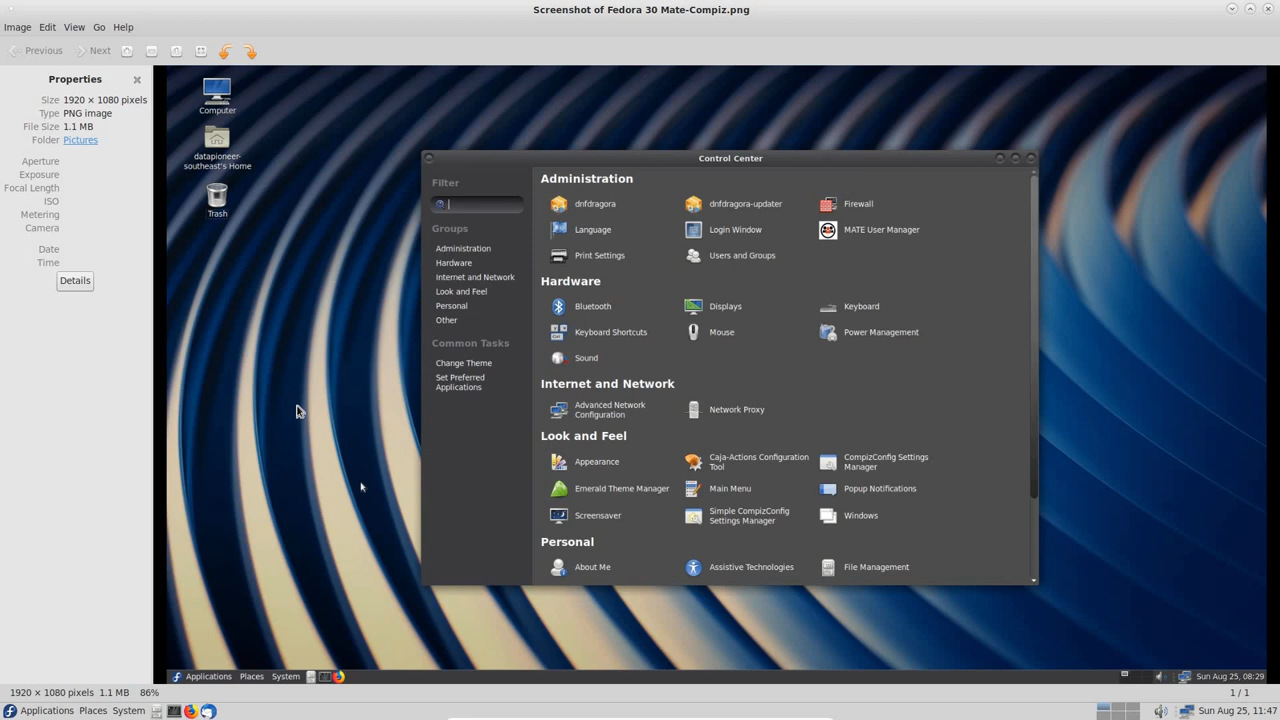 Screenshot of Fedora 30 Mate-Compiz.png
Image Edit View Go Help
Previous Next
Properties
Size 1920 × 1080 pixels
Type PNG image
File Size 1.1 MB
Folder Pictures
Aperture
Exposure
Focal Length
ISO
Metering
Camera
Date
Time
Details
Computer
datapioneer-
southeast's Home
Trash
Control Center
Filter
Groups
Administration
Hardware
Internet and Network
Look and Feel
Personal
Other
Common Tasks
Change Theme
Set Preferred
Applications
Administration
dnfdragora dnfdragora-updater Firewall
Language Login Window MATE User Manager
Print Settings Users and Groups
Hardware
Bluetooth Displays Keyboard
Keyboard Shortcuts Mouse Power Management
Sound
Internet and Network
Advanced Network
Configuration
Network Proxy
Look and Feel
Appearance
Caja-Actions Configuration
Tool
CompizConfig Settings
Manager
Emerald Theme Manager Main Menu Popup Notifications
Screensaver
Simple CompizConfig
Settings Manager
Windows
Personal
About Me Assistive Technologies File Management
Applications Places System Sun Aug 25, 08:29
1920 × 1080 pixels 1.1 MB 86% 1 / 1
Applications Places System Sun Aug 25, 11:47